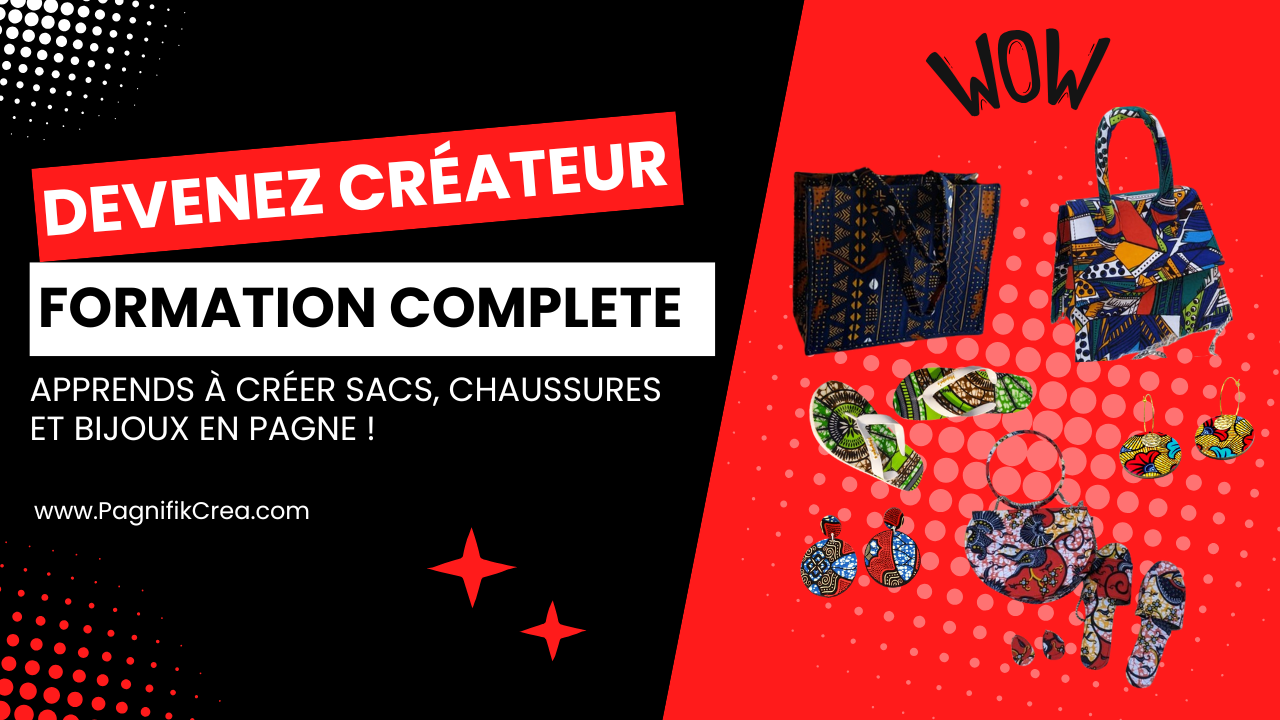 WOW
DEVENEZ CRÉATEUR
FORMATION COMPLETE
APPRENDS À CRÉER SACS, CHAUSSURES
ET BIJOUX EN PAGNE !
www.PagnifikCrea.com